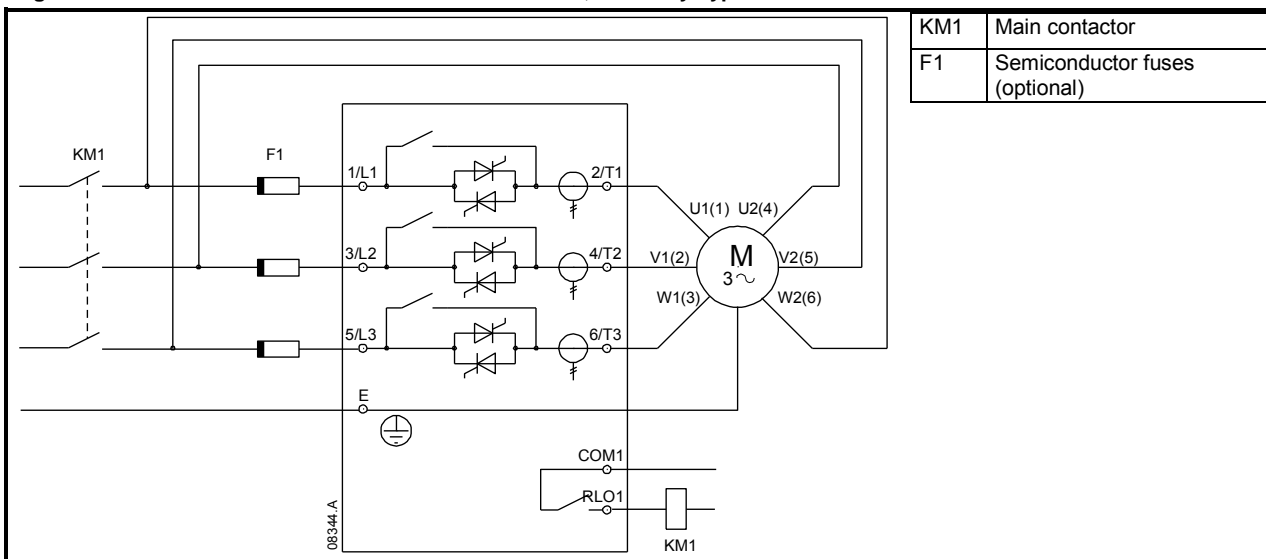 KM1 Main contactor
F1 Semiconductor fuses
(optional)
KM1
F1
1/L1
2/T1
U1(1) U2(4)
3/L2
4/T2
V1(2)
M
3~
V2(5)
W1(3)
W2(6)
5/L3
6/T3
E
COM1
RLO1
KM1
08344.A